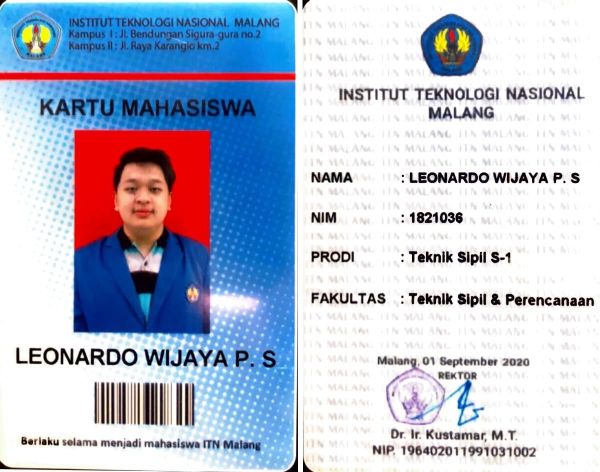 INSTITUT TEKNOLOGI NASIONAL MALANG
Kampus I : Jl. Bendungan Sigura-gura no.2
Kampus II : Jl. Raya Karanglo km.2
KARTU MAHASISWA
LEONARDO WIJAYA P. S
Berlaku selama menjadi mahasiswa ITN Malang
INSTITUT TEKNOLOGI NASIONAL
MALANG
NAMA : LEONARDO WIJAYA P. S
NIM : 1821036
PRODI : Teknik Sipil S-1
FAKULTAS : Teknik Sipil & Perencanaan
Malang, 01 September 2020
REKTOR
Dr. Ir. Kustamar, M.T.
NIP. 196402011991031002